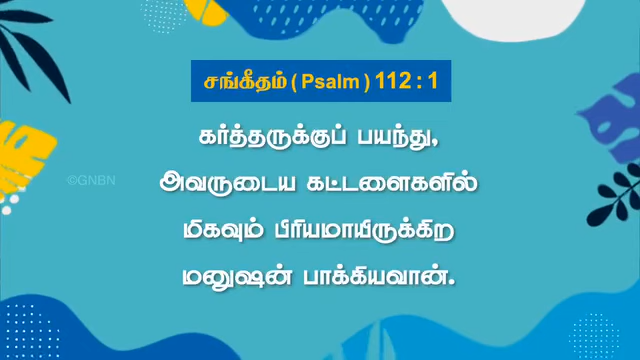 சங்கீதம் ( Psalm ) 112 : 1
கர்த்தருக்குப் பயந்து,
அவருடைய கட்டளைகளில்
©GNBN
மிகவும் பிரியமாயிருக்கிற
மனுஷன் பாக்கியவான்.